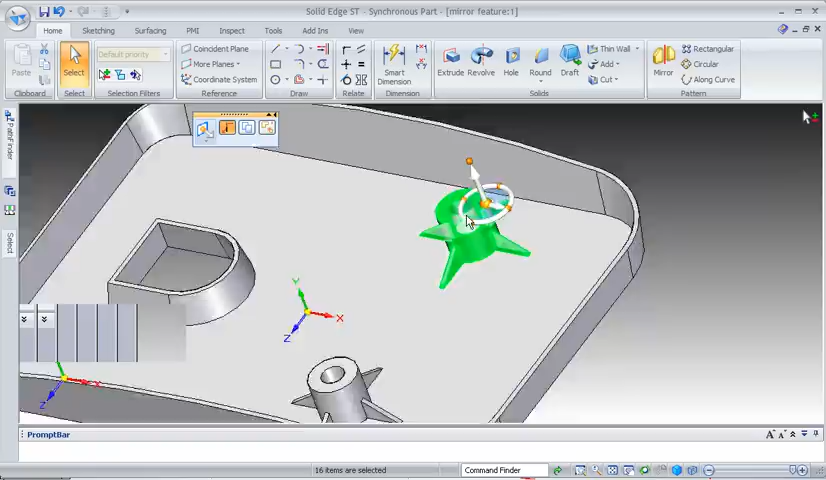 Solid Edge ST - Synchronous Part - [mirror feature:1]
Home Sketching Surfacing PMI Inspect Tools Add Ins View
Paste
Clipboard
Select
Select
Default priority
Selection Filters
Coincident Plane
More Planes
Coordinate System
Reference
Draw
Relate
Smart Dimension
Dimension
Extrude Revolve Hole Round Draft
Thin Wall
Add
Cut
Solids
Mirror
Rectangular
Circular
Along Curve
Pattern
PathFinder
Select
Y
X
Z
X
Z
PromptBar
A A
16 items are selected
Command Finder